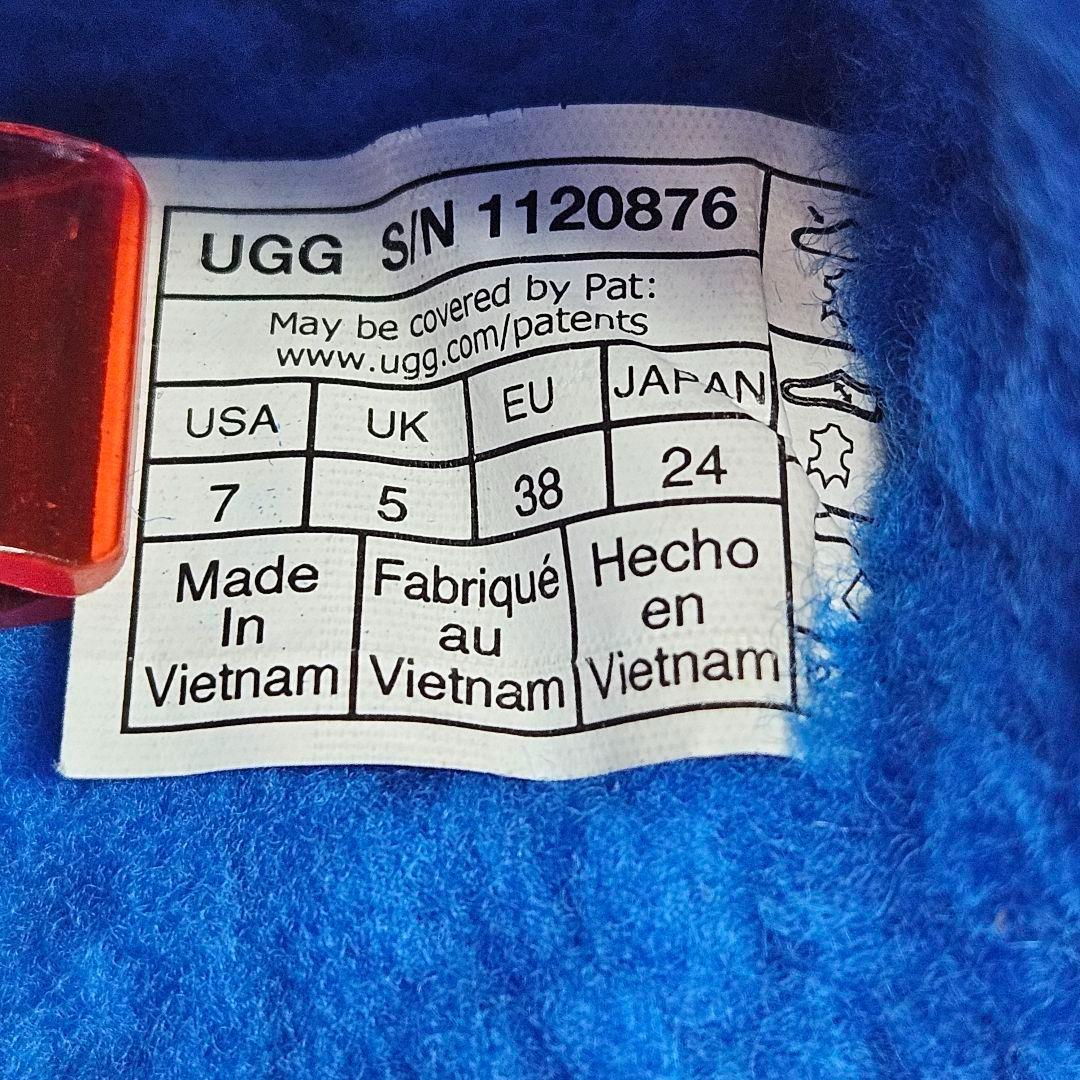 UGG S/N 1120876
May be covered by Pat:
www.ugg.com/patents
USA UK EU JAPAN
7 5 38 24
Made In Vietnam
Fabriqué au Vietnam
Hecho en Vietnam